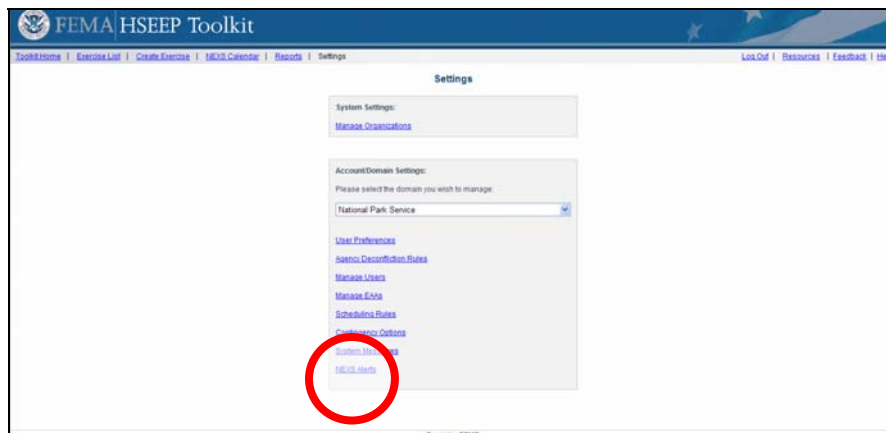 FEMA HSEEP Toolkit
Toolkit Home | Exercise List | Create Exercise | NEXS Calendar | Reports | Settings
Log Out | Resources | Feedback | He
Settings
System Settings:
Manage Organizations
Account/Domain Settings:
Please select the domain you wish to manage
National Park Service
User Preferences
Agency Deconfliction Rules
Manage Users
Manage EAAs
Scheduling Rules
Contingency Options
System Messages
NEXS Alerts